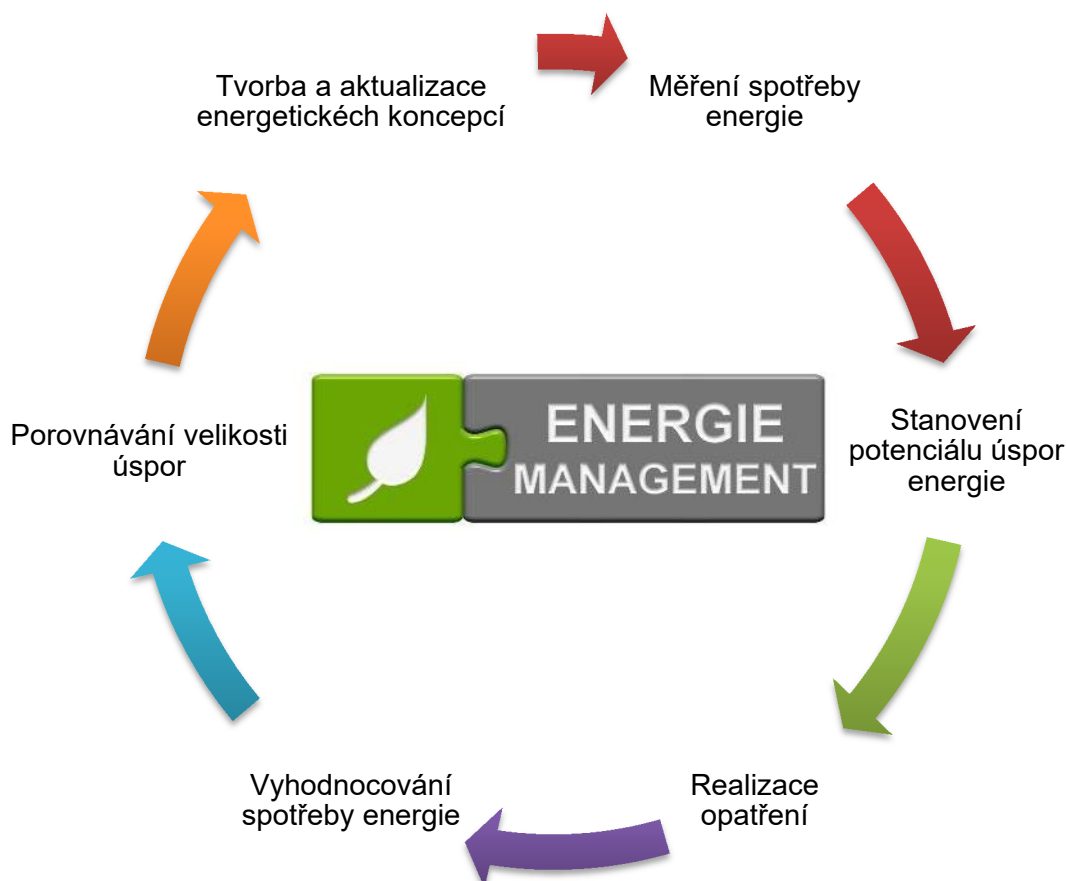 Tvorba a aktualizace
energetickéch koncepcí
Měření spotřeby
energie
Stanovení
potenciálu úspor
energie
Realizace
opatření
Vyhodnocování
spotřeby energie
Porovnávání velikosti
úspor
ENERGIE
MANAGEMENT